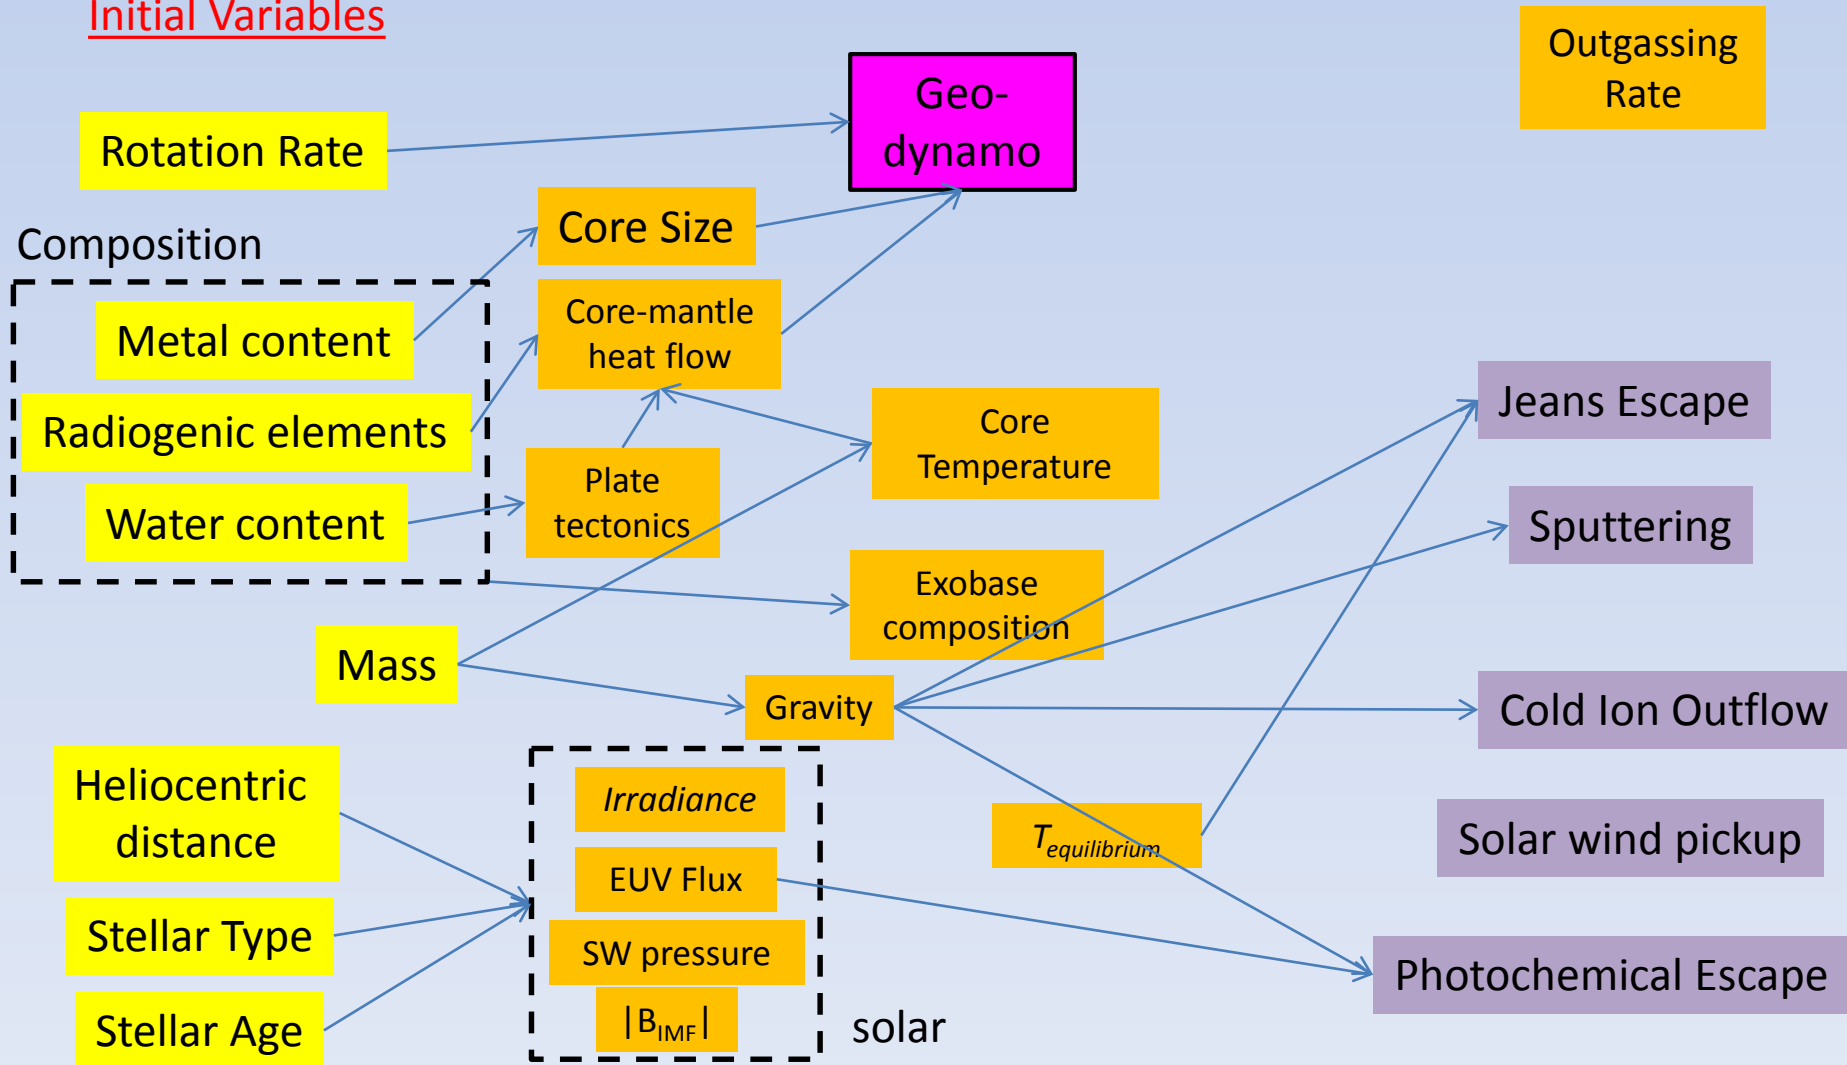 Initial Variables
Outgassing
Rate
Geo-
dynamo
Rotation Rate
Core Size
Composition
Metal content
Core-mantle
heat flow
Radiogenic elements
Core
Temperature
Jeans Escape
Plate
tectonics
Water content
Sputtering
Exobase
composition
Mass
Gravity
Cold Ion Outflow
Heliocentric
distance
Irradiance
T equilibrium
Solar wind pickup
EUV Flux
Stellar Type
SW pressure
Photochemical Escape
Stellar Age
|B IMF|
solar